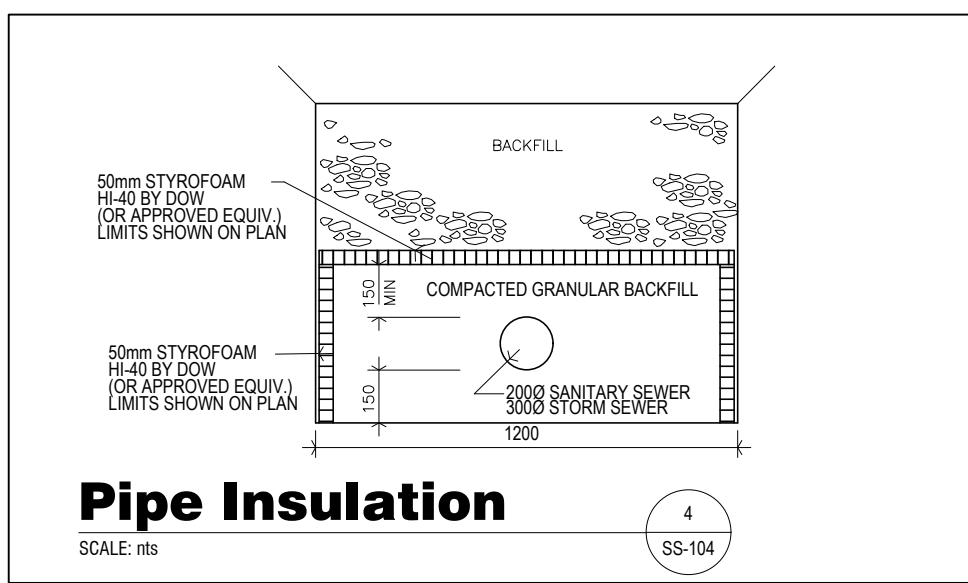 BACKFILL
50mm STYROFOAM
HI-40 BY DOW
(OR APPROVED EQUIV.)
LIMITS SHOWN ON PLAN
150
MIN
COMPACTED GRANULAR BACKFILL
50mm STYROFOAM
HI-40 BY DOW
(OR APPROVED EQUIV.)
LIMITS SHOWN ON PLAN
150
200Ø SANITARY SEWER
300Ø STORM SEWER
1200
Pipe Insulation
SCALE: nts
4
SS-104